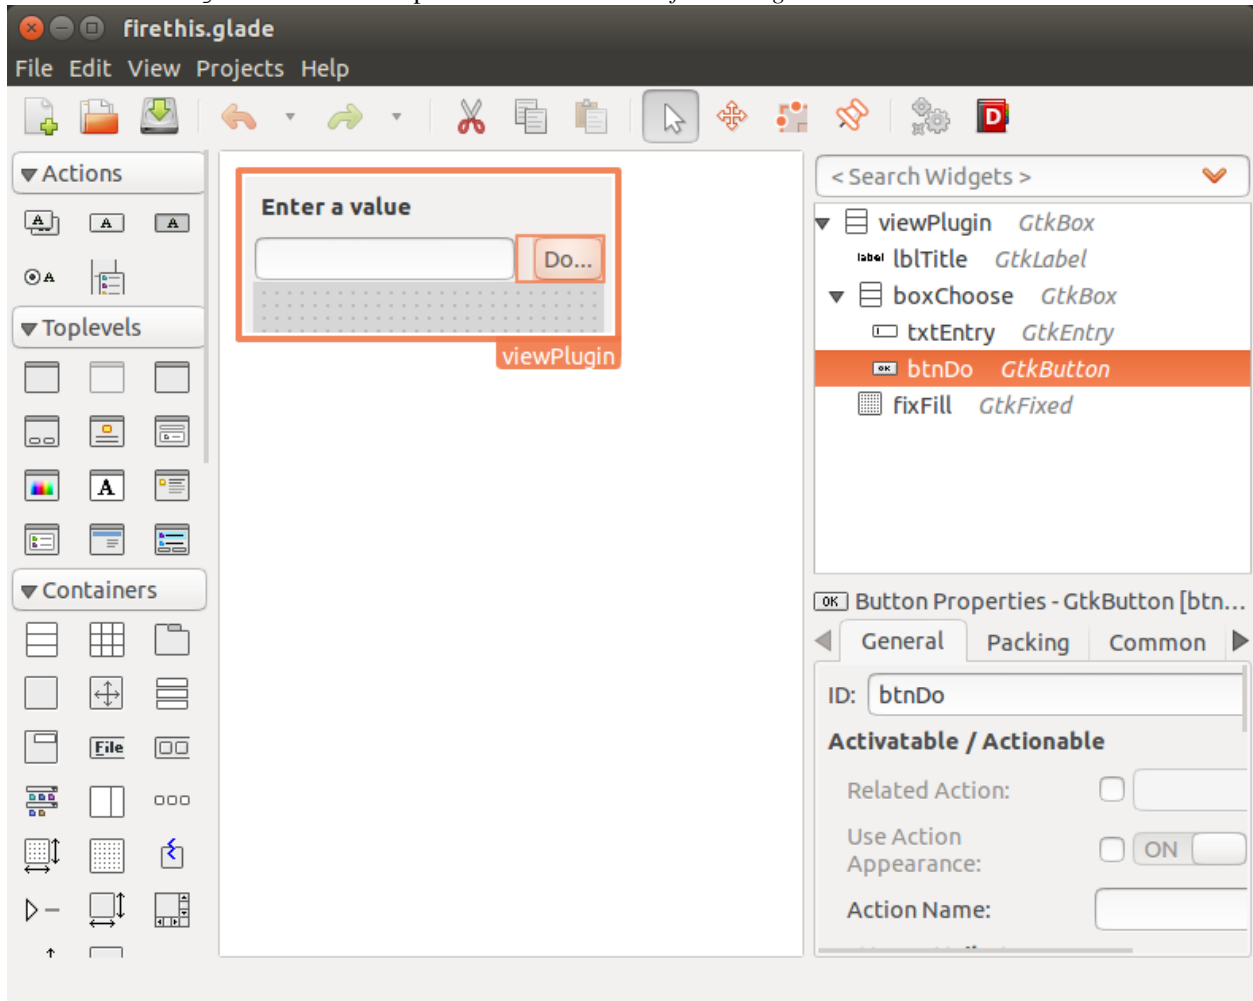 firethis.glade
File Edit View Projects Help
D
Actions
A A A
A
Toplevels
A
Containers
File
Enter a value
Do...
viewPlugin
< Search Widgets >
viewPlugin GtkBox
label lblTitle GtkLabel
boxChoose GtkBox
txtEntry GtkEntry
OK btnDo GtkButton
fixFill GtkFixed
OK Button Properties - GtkButton [btn...
General Packing Common
ID: btnDo
Activatable / Actionable
Related Action:
Use Action
Appearance:
ON
Action Name: